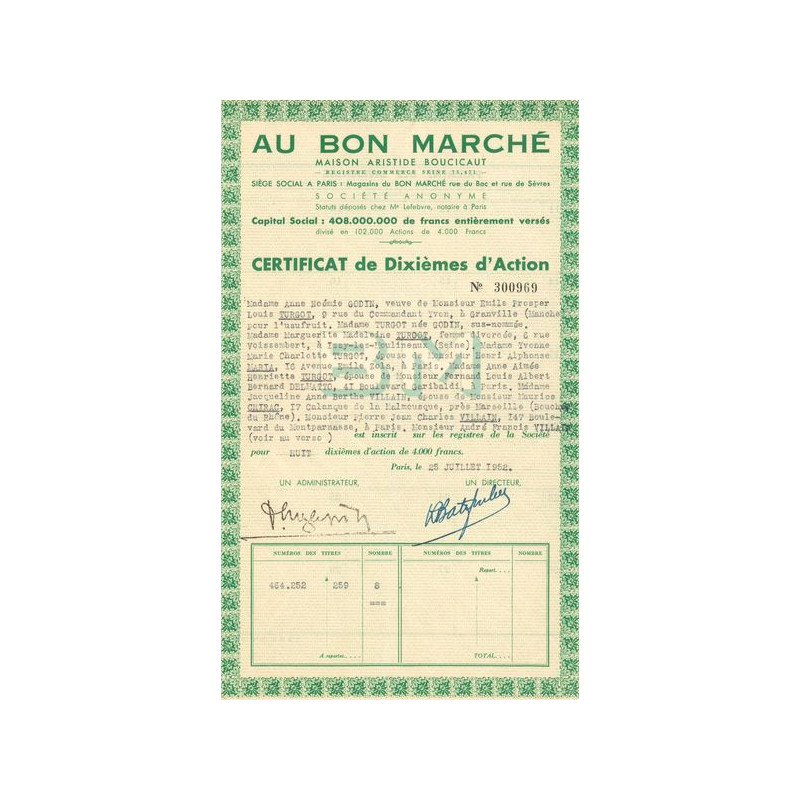 AU BON MARCHÉ
MAISON ARISTIDE BOUCICAUT
REGISTRE COMMERCE SEINE
SIÈGE SOCIAL A PARIS : Magasins du BON MARCHÉ rue du Bac et rue de Sèvres
SOCIÉTÉ ANONYME
Statuts déposés chez Me Lefebvre, notaire à Paris
Capital Social : 408.000.000 de francs entièrement versés
divisé en 102.000 Actions de 4.000 Francs
CERTIFICAT de Dixièmes d'Action
№ 300969
BM
Madame Anne Noémie GODIN, veuve de Monsieur Emile Prosper
Louis TURGOT, 9 rue du Commandant Yvon, à Granville (Manche
pour l'usufruit. Madame TURGOT née GODIN, sus-nommée.
Madame Marguerite Madeleine TURGOT, femme divorcée, 6 rue
Voissembert, à Issy-les-Moulineaux (Seine) Madame Yvonne
Marie Charlotte TURGOT, épouse de Monsieur Henri Alphonse
MARIA, 16 Avenue Emile Zola à Paris. Madame Anne Aimée
Henriette TURGOT, épouse de Monsieur Fernand Louis Albert
Bernard DELMATTO, 41 Boulevard Garibaldi, à Paris. Madame
Jacqueline Anne Berthe VILLAIN, épouse de Monsieur Maurice
CHIRAC, 17 Calanque de la Malmousque, près Marseille (Bouches
du Rhône). Monsieur Pierre Jean Charles VILLAIN, 147 Boule-
vard du Montparnasse, à Paris. Monsieur André Francis VILLAIN
(voir au verso ) est inscrit sur les registres de la Société
pour HUIT dixièmes d'action de 4.000 francs.
Paris, le 25 JUILLET 1952.
UN ADMINISTRATEUR, UN DIRECTEUR,
NUMÉROS DES TITRES NOMBRE NUMÉROS DES TITRES NOMBRE
Report. . . .
à à
464.252 259 8
A reporter. . . . TOTAL. . . .